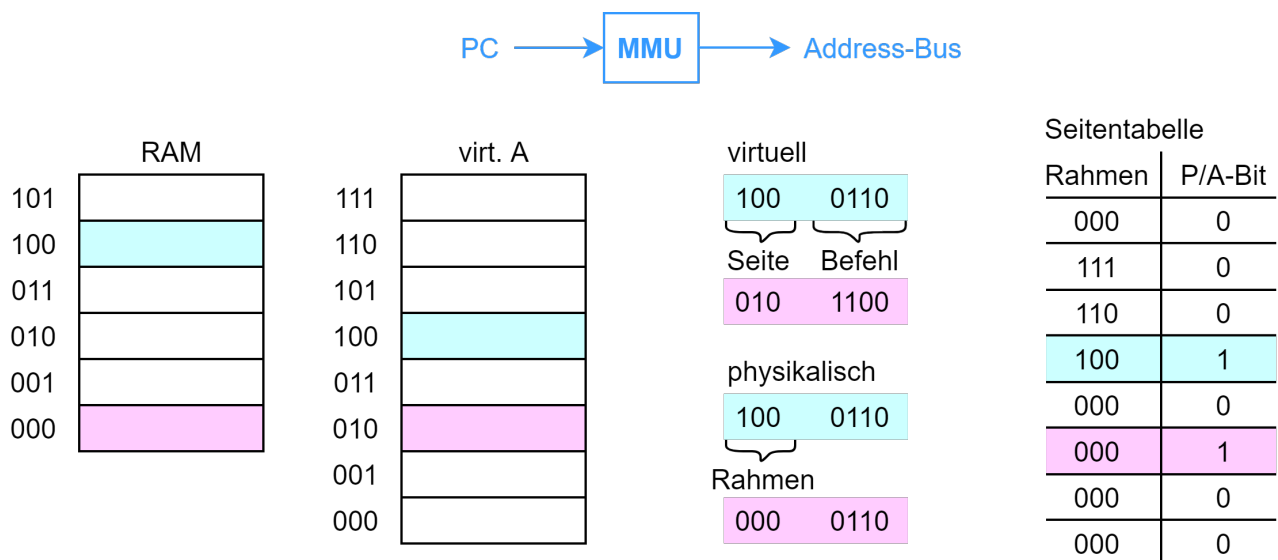 PC MMU Address-Bus
RAM
101
100
011
010
001
000
virt. A
111
110
101
100
011
010
001
000
virtuell
100 0110
Seite Befehl
010 1100
physikalisch
100 0110
Rahmen
000 0110
Seitentabelle
Rahmen P/A-Bit
000 0
111 0
110 0
100 1
000 0
000 1
000 0
000 0